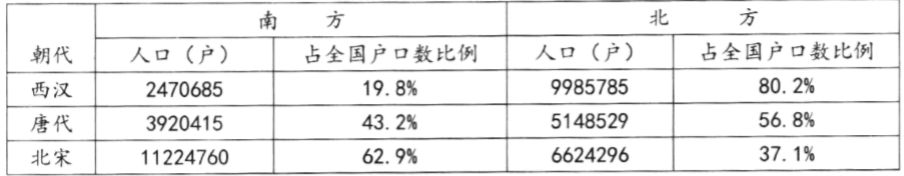 南方 北方
朝代 人口（户） 占全国户口数比例 人口（户） 占全国户口数比例
西汉 2470685 19.8% 9985785 80.2%
唐代 3920415 43.2% 5148529 56.8%
北宋 11224760 62.9% 6624296 37.1%